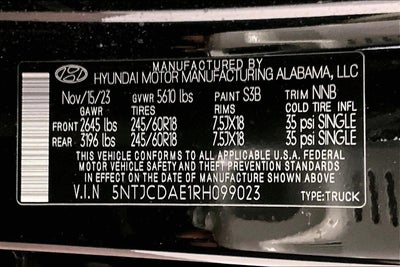 MANUFACTURED BY
HYUNDAI MOTOR MANUFACTURING ALABAMA, LLC
Nov/15/23 GVWR 5610 lbs PAINT S3B TRIM NNB
GAWR TIRES RIMS COLD TIRE INFL
FRONT 2645 lbs 245/60R18 7.5JX18 35 psi SINGLE
REAR 3196 lbs 245/60R18 7.5JX18 35 psi SINGLE
THIS VEHICLE CONFORMS TO ALL APPLICABLE U.S.A. FEDERAL
MOTOR VEHICLE SAFETY AND THEFT PREVENTION STANDARDS
IN EFFECT ON THE DATE OF MANUFACTURE SHOWN ABOVE
V.I.N 5NTJCDAE1RH099023 TYPE:TRUCK